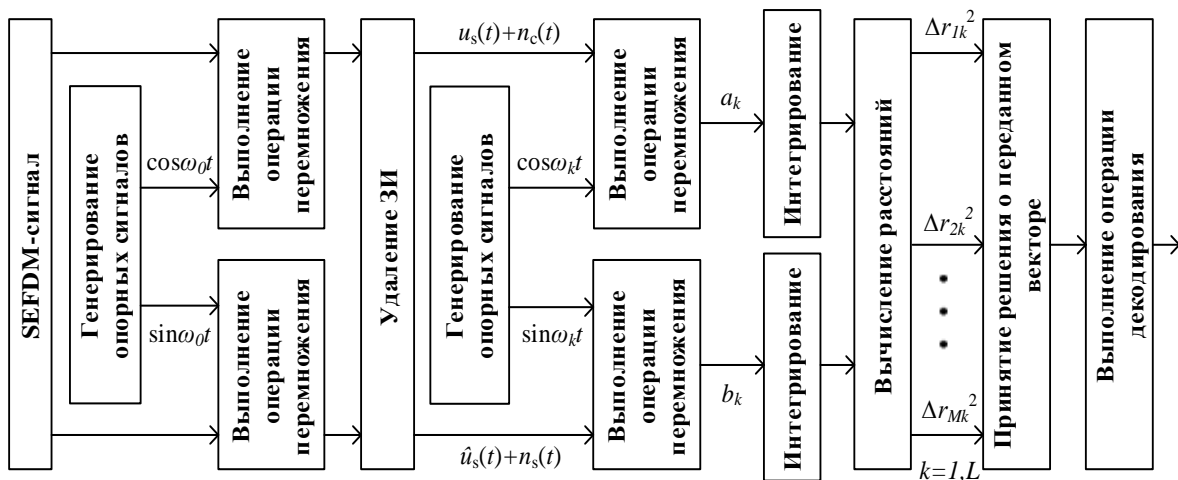 SEFDM-сигнал
Генерирование
опорных сигналов
cosω₀t
sinω₀t
Выполнение
операции
перемножения
Выполнение
операции
перемножения
Удаление ЗИ
uₛ(t)+n_c(t)
ûₛ(t)+nₛ(t)
Генерирование
опорных сигналов
cosωₖt
sinωₖt
Выполнение
операции
перемножения
Выполнение
операции
перемножения
aₖ
bₖ
Интегрирование
Интегрирование
Вычисление расстояний
Δr₁ₖ²
Δr₂ₖ²
Δr_Mk²
k=1,L
Принятие решения о переданном
векторе
Выполнение операции
декодирования